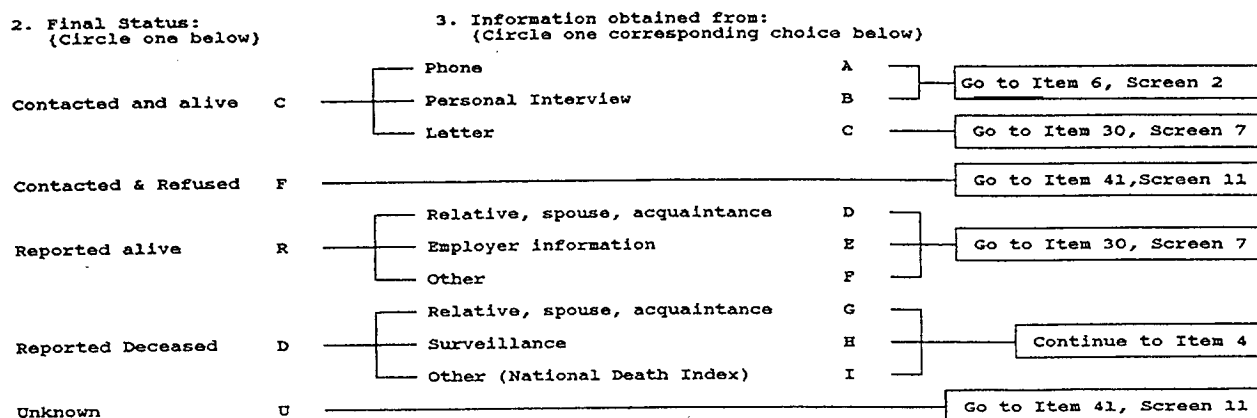 2. Final Status:
{Circle one below}
3. Information obtained from:
{Circle one corresponding choice below}
Phone A
Go to Item 6, Screen 2
Contacted and alive C Personal Interview B
Letter C Go to Item 30, Screen 7
Contacted & Refused F Go to Item 41,Screen 11
Relative, spouse, acquaintance D
Reported alive R Employer information E Go to Item 30, Screen 7
Other F
Relative, spouse, acquaintance G
Reported Deceased D Surveillance H Continue to Item 4
Other (National Death Index) I
Unknown U Go to Item 41, Screen 11